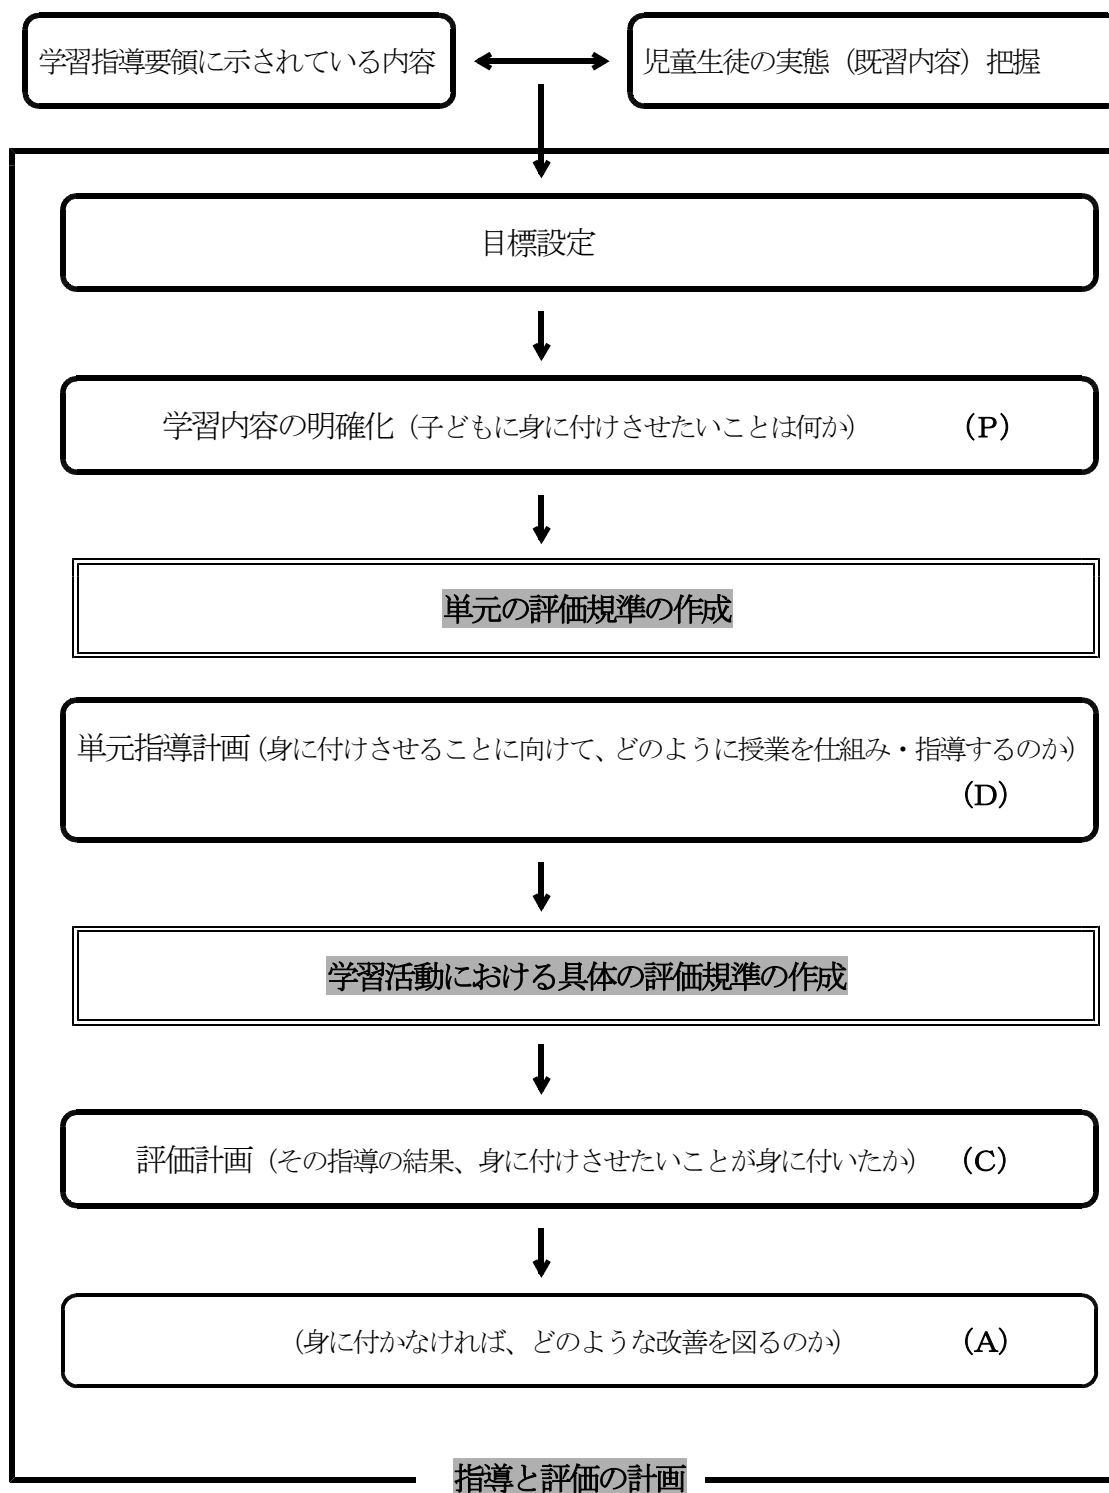 学習指導要領に示されている内容
児童生徒の実態（既習内容）把握
目標設定
学習内容の明確化（子どもに身に付けさせたいことは何か）　（P）
単元の評価規準の作成
単元指導計画（身に付けさせることに向けて、どのように授業を仕組み・指導するのか）
（D）
学習活動における具体の評価規準の作成
評価計画（その指導の結果、身に付けさせたいことが身に付いたか）　（C）
（身に付かなければ、どのような改善を図るのか）　（A）
指導と評価の計画